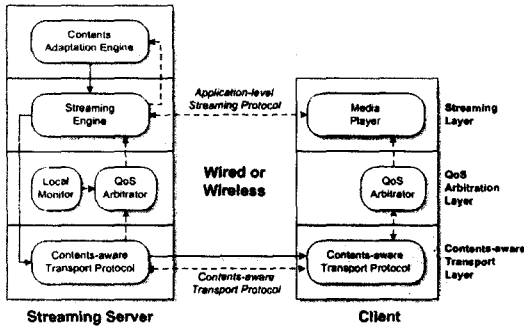 Contents
Adaptation Engine
Streaming
Engine
Application-level
Streaming Protocol
Media
Player
Streaming
Layer
Local
Monitor
QoS
Arbitrator
Wired or
Wireless
QoS
Arbitrator
QoS
Arbitration
Layer
Contents-aware
Transport Protocol
Contents-aware
Transport Protocol
Contents-aware
Transport Protocol
Contents-aware
Transport
Layer
Streaming Server
Client